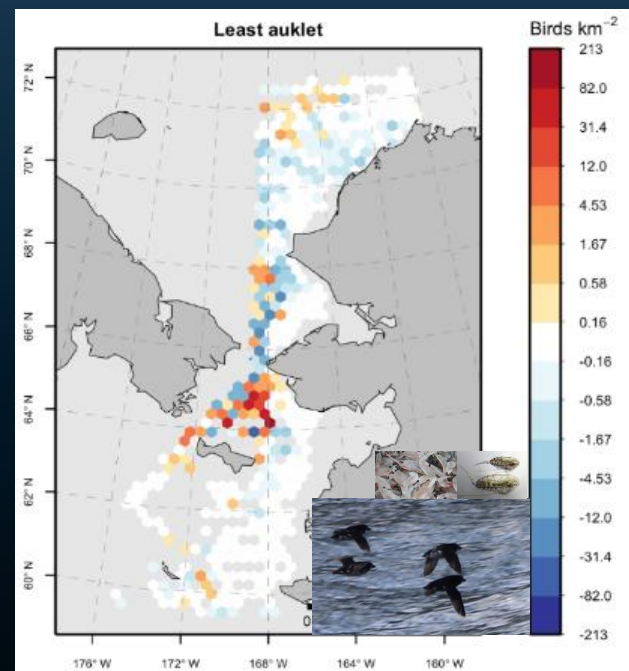 Least auklet
Birds km⁻²
213
82.0
31.4
12.0
4.53
1.67
0.58
0.16
-0.16
-0.58
-1.67
-4.53
-12.0
-31.4
-82.0
-213
72° N
70° N
68° N
66° N
64° N
62° N
60° N
0
176° W
172° W
168° W
164° W
160° W